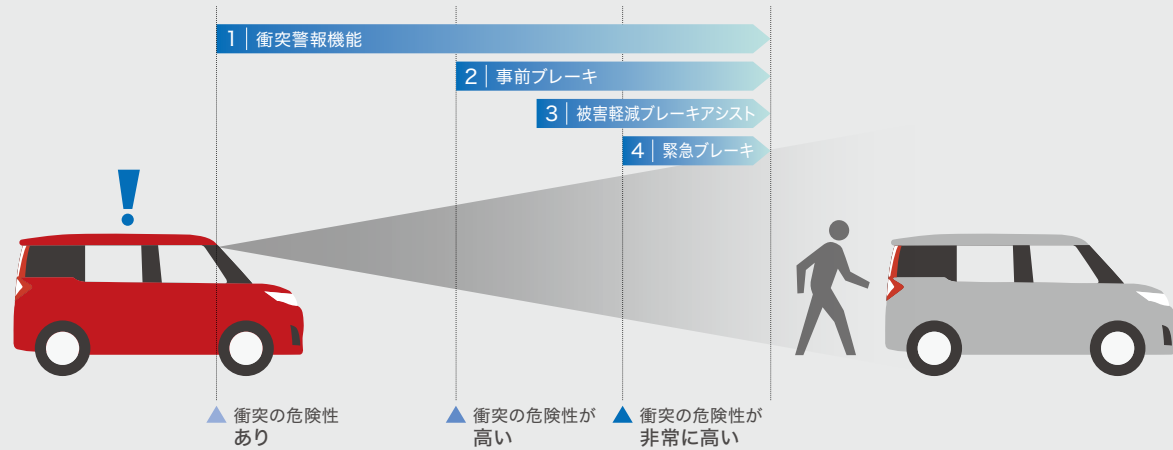 1 衝突警報機能
2 事前ブレーキ
3 被害軽減ブレーキアシスト
4 緊急ブレーキ
!
衝突の危険性
あり
衝突の危険性が
高い
衝突の危険性が
非常に高い